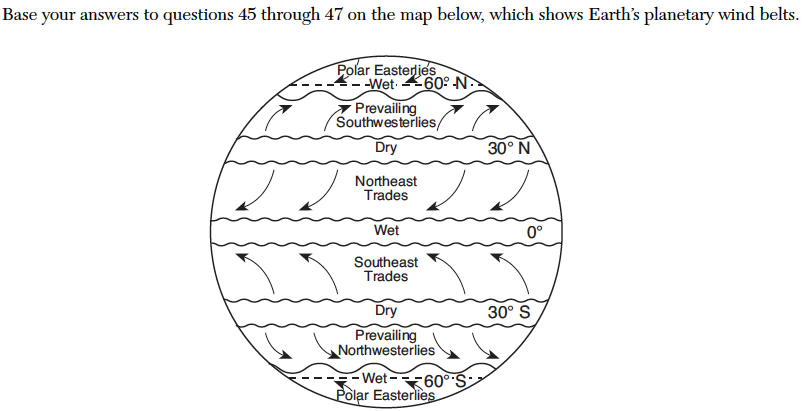 Base your answers to questions 45 through 47 on the map below, which shows Earth's planetary wind belts.
Polar Easterlies
Wet 60° N
Prevailing
Southwesterlies
Dry 30° N
Northeast
Trades
Wet 0°
Southeast
Trades
Dry 30° S
Prevailing
Northwesterlies
Wet 60° S
Polar Easterlies